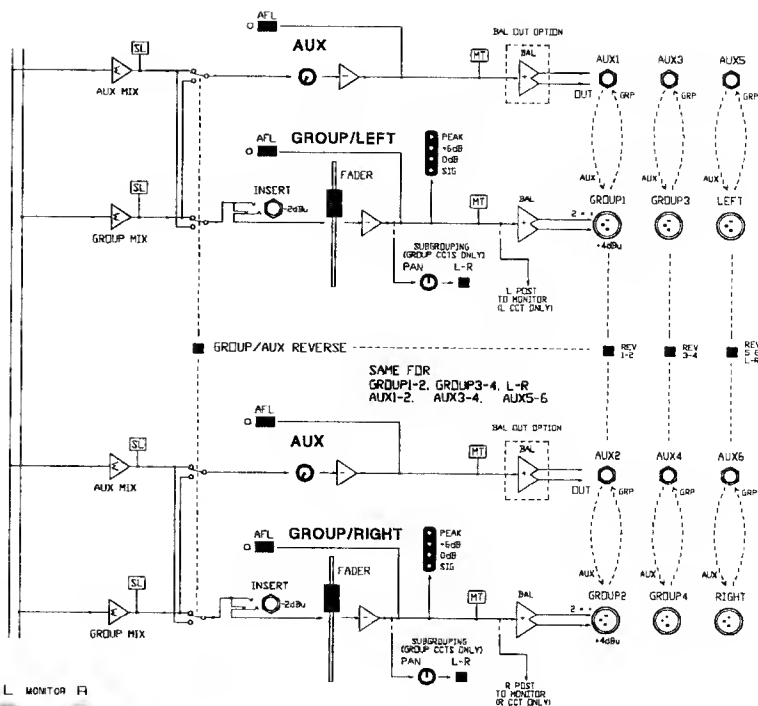 AFL
AUX
BAL OUT OPTION
BAL
SL
MT
AUX1
AUX3
AUX5
AUX MIX
OUT
GRP
GRP
GRP
AFL
GROUP/LEFT
PEAK
+6dB
0dB
SIG
FADER
SL
INSERT
-2dBu
MT
BAL
AUX
AUX
AUX
GROUP1
GROUP3
LEFT
2 =
+4dBu
GROUP MIX
SUBGROUPING
(GROUP CCTS ONLY)
PAN
L-R
L POST
TO MONITOR
(L CCT ONLY)
GROUP/AUX REVERSE
REV
1-2
REV
3-4
REV
5-6
L-R
SAME FOR
GROUP1-2, GROUP3-4, L-R
AUX1-2, AUX3-4, AUX5-6
AFL
AUX
BAL OUT OPTION
BAL
SL
MT
AUX2
AUX4
AUX6
AUX MIX
OUT
GRP
GRP
GRP
AFL
GROUP/RIGHT
PEAK
+6dB
0dB
SIG
FADER
SL
INSERT
-2dBu
MT
BAL
AUX
AUX
AUX
GROUP2
GROUP4
RIGHT
2 =
+4dBu
GROUP MIX
SUBGROUPING
(GROUP CCTS ONLY)
PAN
L-R
R POST
TO MONITOR
(R CCT ONLY)
L MONITOR R